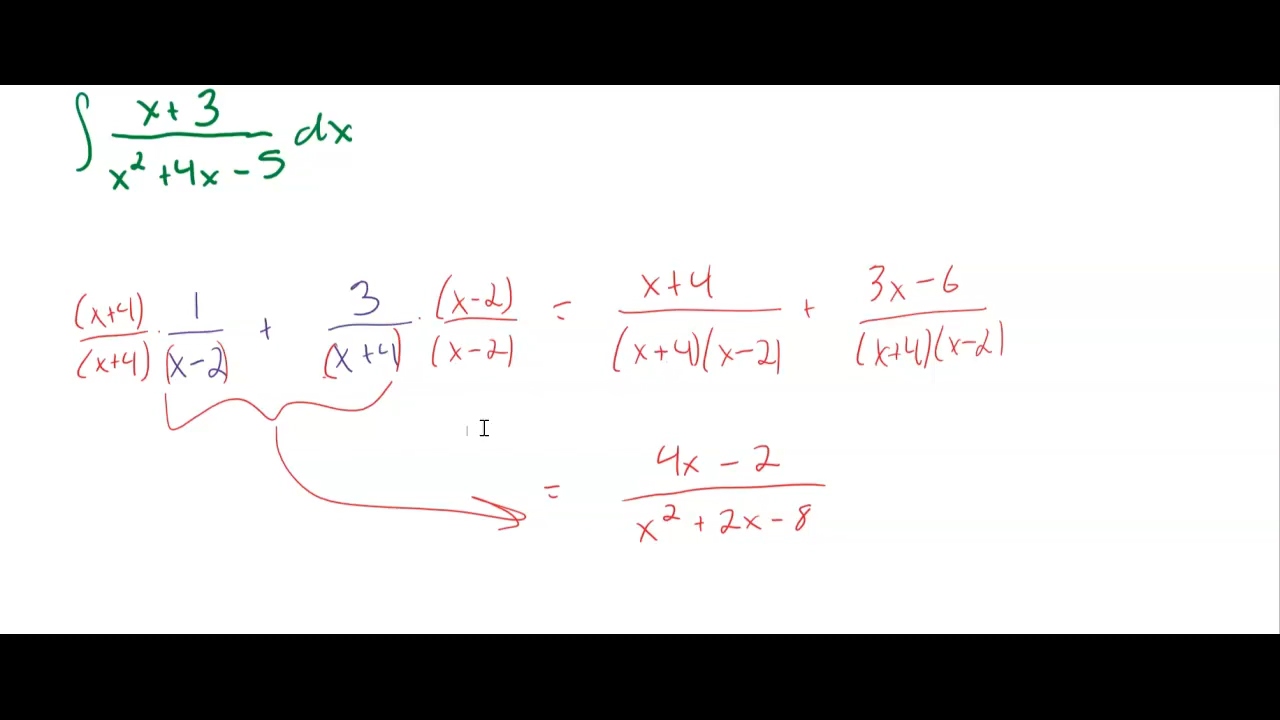 ∫ (x+3)/(x²+4x-5) dx
(x+4)/(x+4) · 1/(x-2) + 3/(x+4) · (x-2)/(x-2) = (x+4)/((x+4)(x-2)) + (3x-6)/((x+4)(x-2))
= (4x-2)/(x²+2x-8)